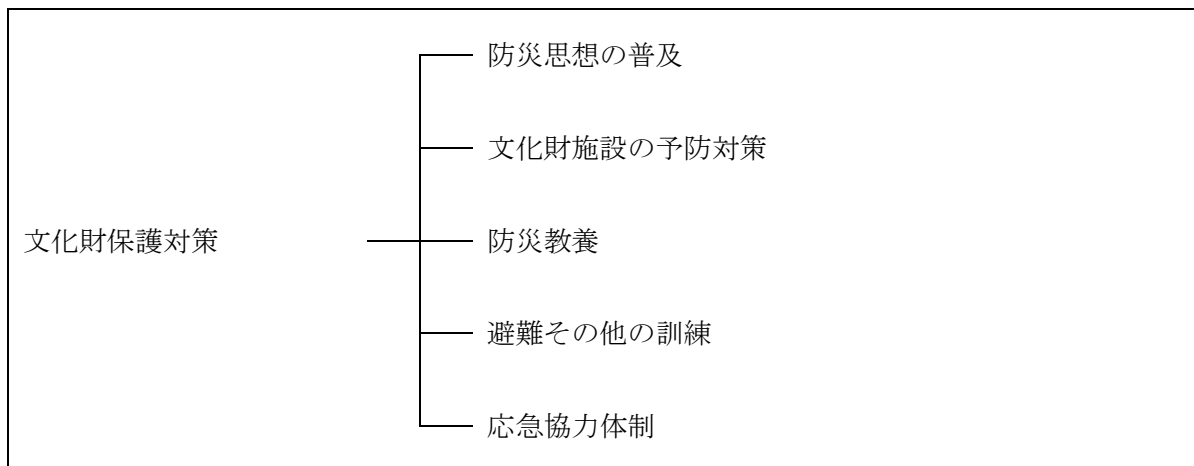 防災思想の普及
文化財施設の予防対策
文化財保護対策
防災教養
避難その他の訓練
応急協力体制